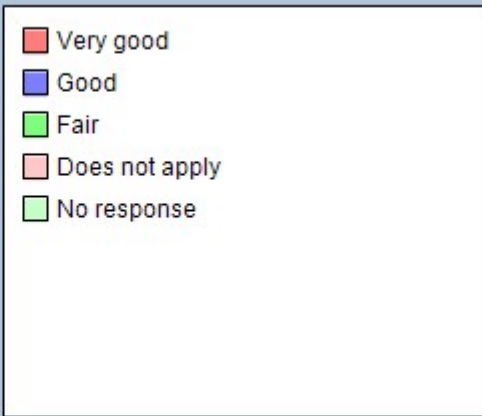 Very good
Good
Fair
Does not apply
No response